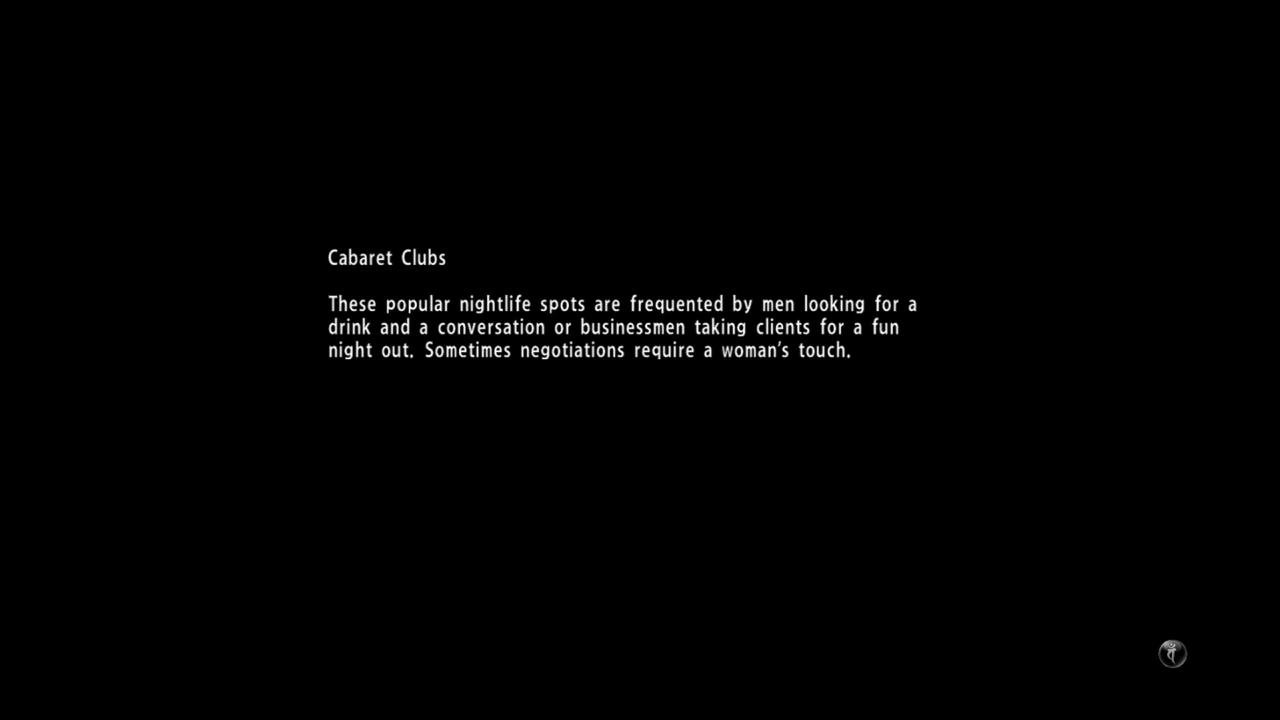 Cabaret Clubs
These popular nightlife spots are frequented by men looking for a
drink and a conversation or businessmen taking clients for a fun
night out. Sometimes negotiations require a woman's touch.